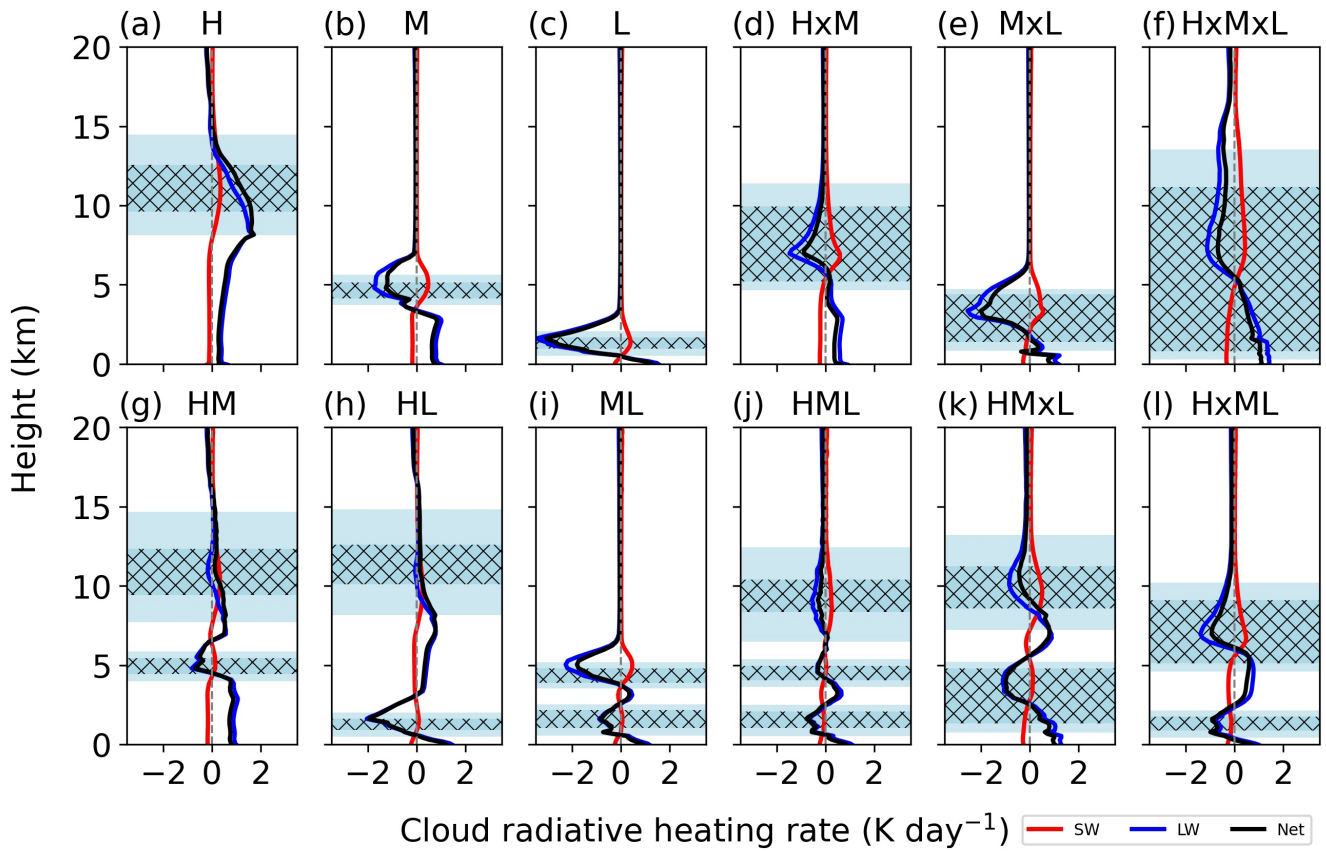 (a) H (b) M (c) L (d) HxM (e) MxL (f) HxMxL
20
15
10
5
0
(g) HM (h) HL (i) ML (j) HML (k) HMxL (l) HxML
20
15
10
5
0
−2 0 2 −2 0 2 −2 0 2 −2 0 2 −2 0 2 −2 0 2
Height (km)
Cloud radiative heating rate (K day⁻¹) SW LW Net